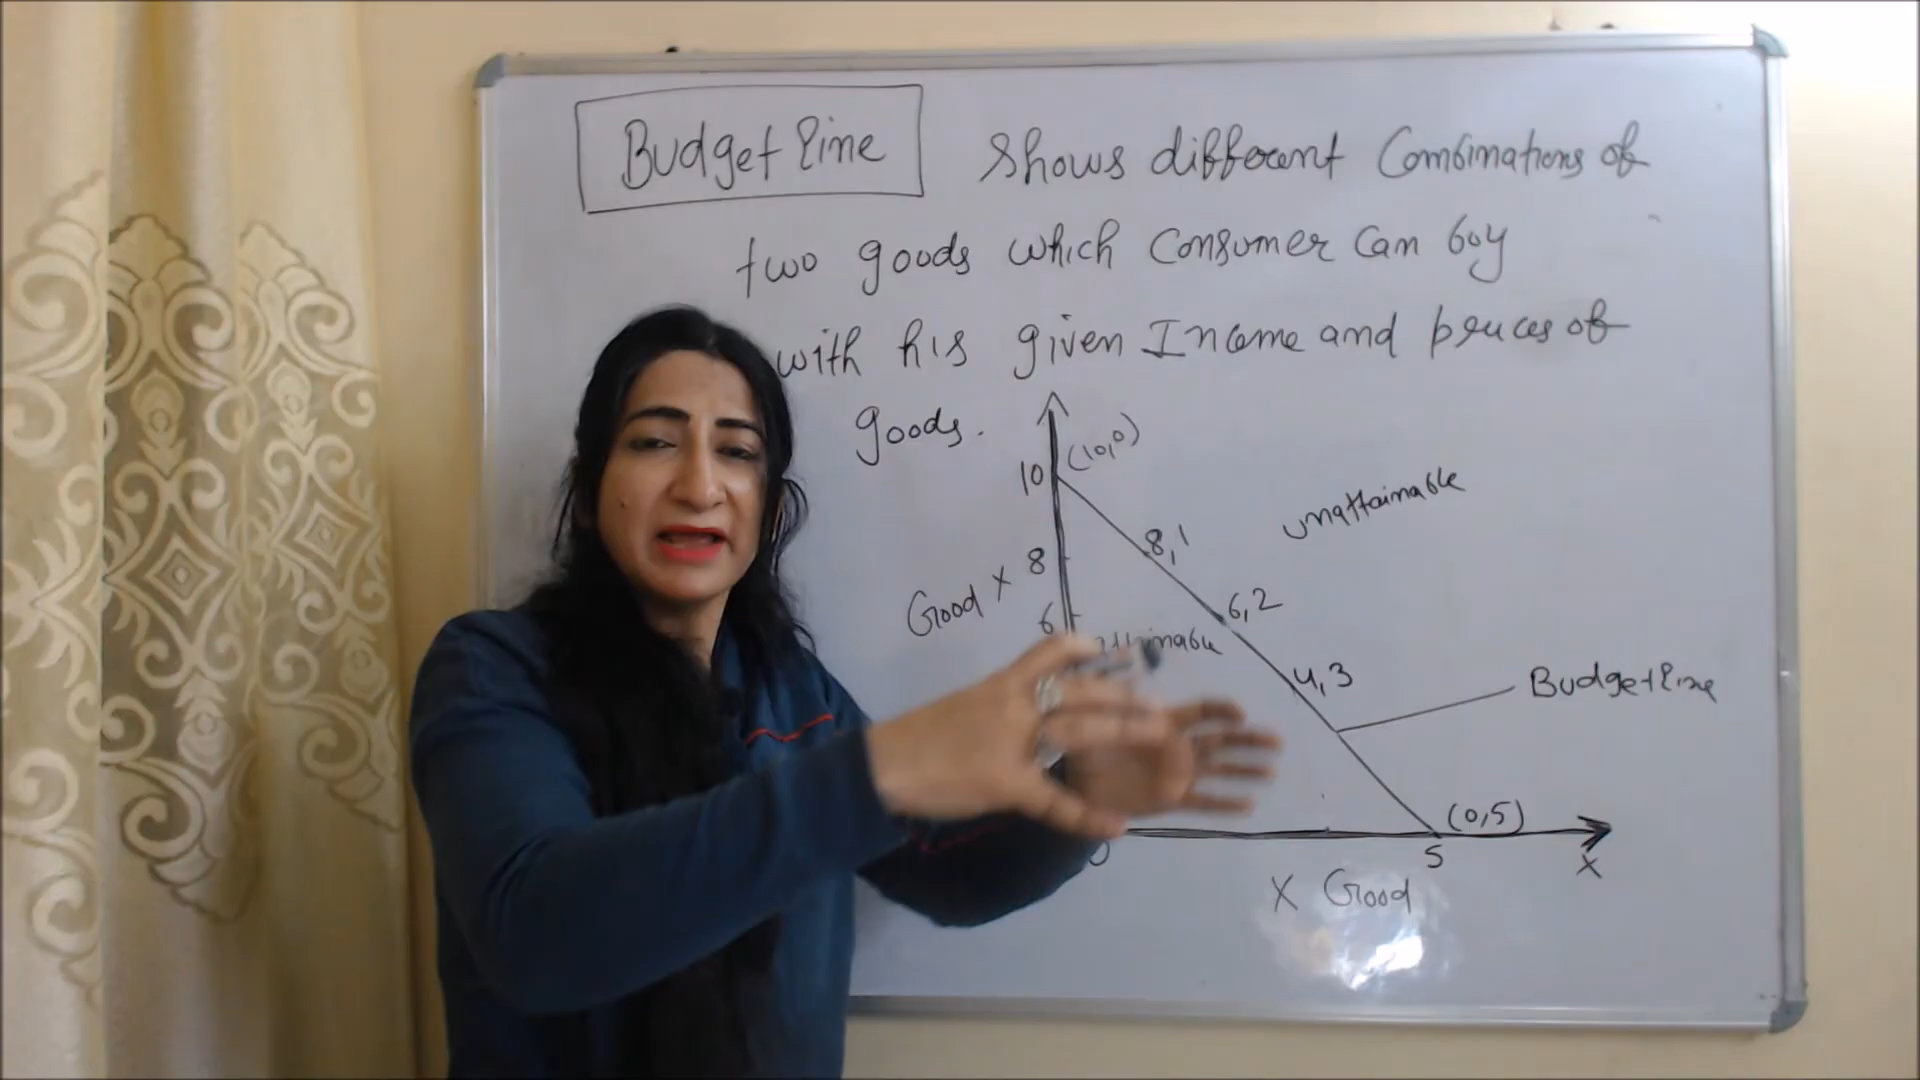 Budget line shows different Combinations of
two goods which Consumer Can buy
with his given Income and prices of
goods.
10 (10,0)
unattainable
8 8,1
Good X
6 6,2
attainable
4,3
Budget line
(0,5)
5
X
X Good